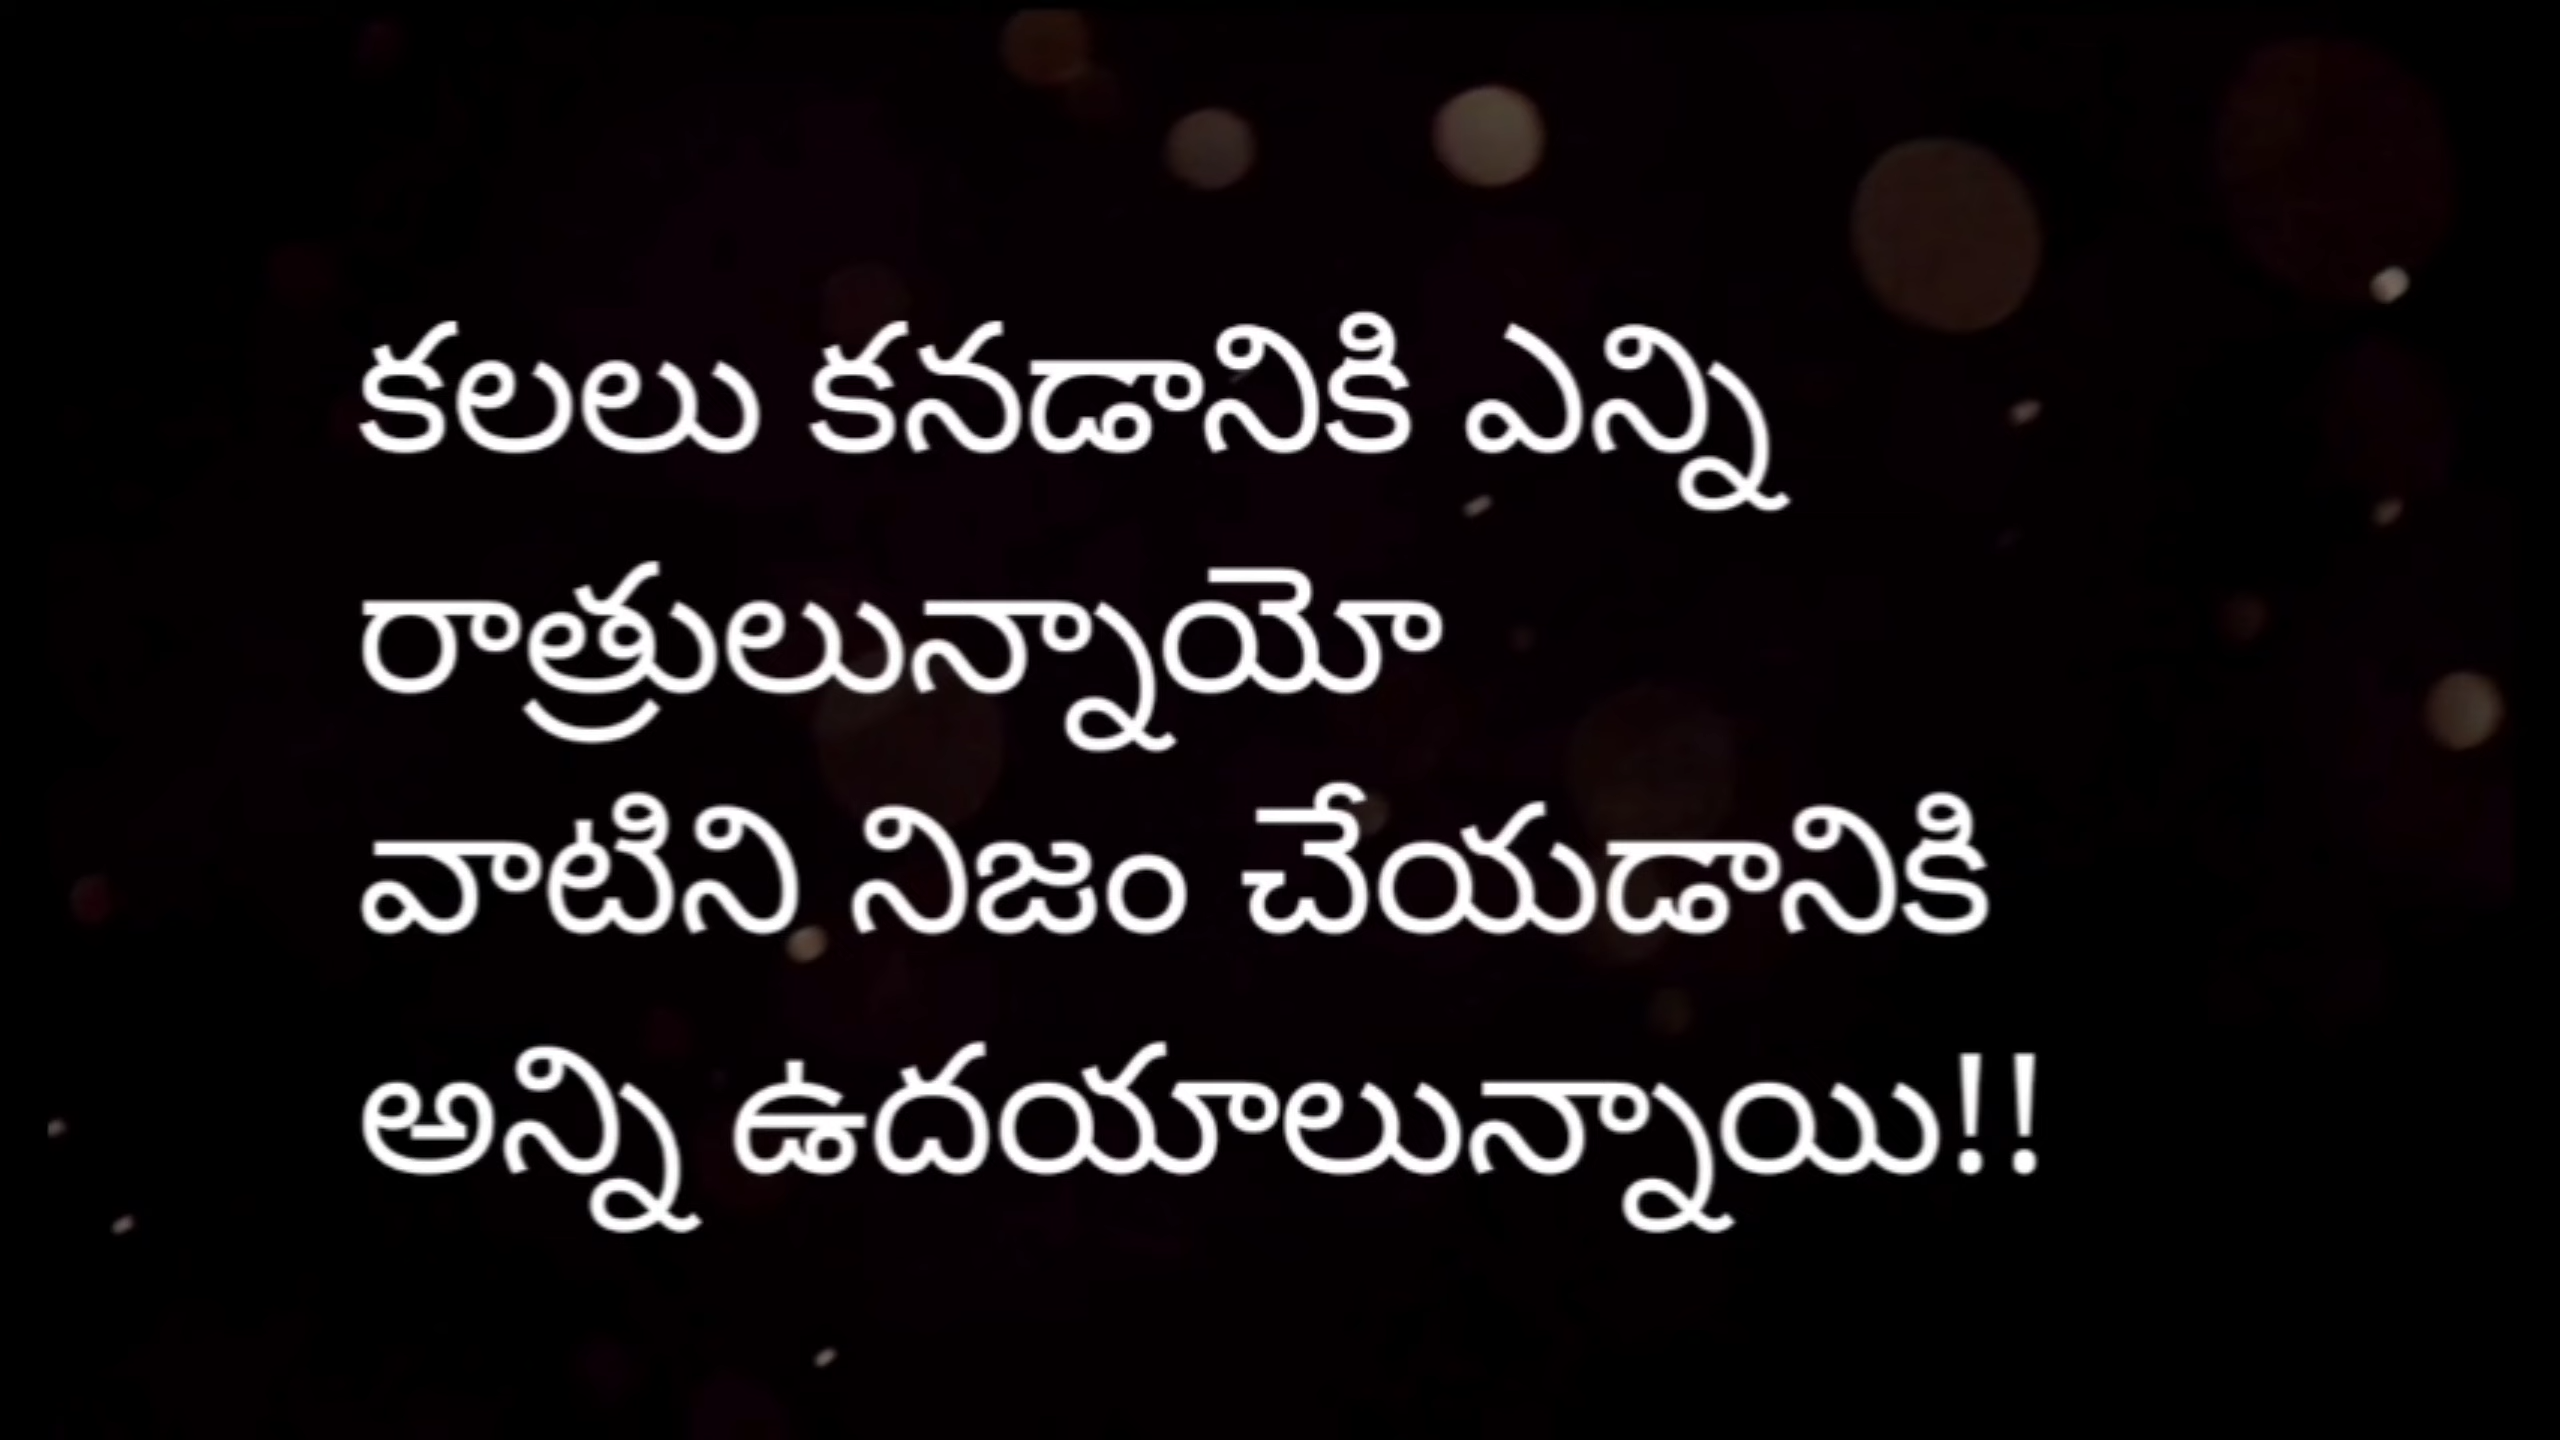 కలలు కనడానికి ఎన్ని
రాత్రులున్నాయో
వాటిని నిజం చేయడానికి
అన్ని ఉదయాలున్నాయి!!